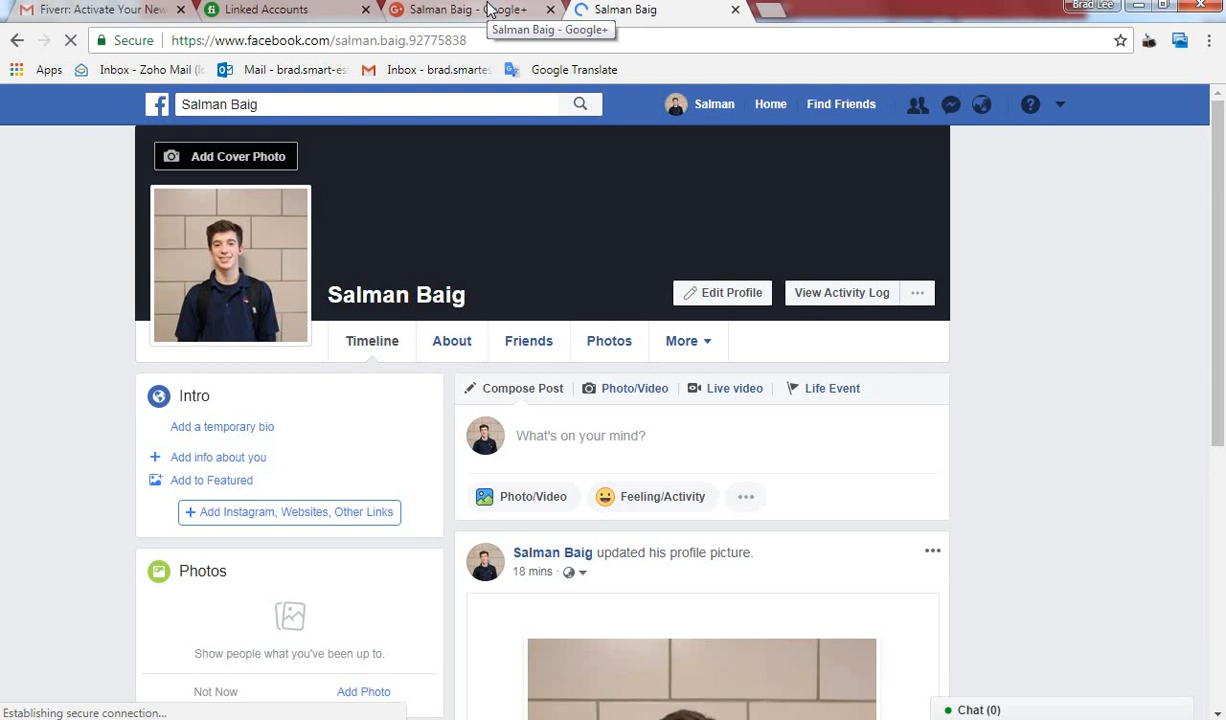 Fiverr: Activate Your New
Linked Accounts
Salman Baig - Google+
Salman Baig
Brad Lee
Salman Baig - Google+
Secure
https://www.facebook.com/salman.baig.92775838
Apps
Inbox - Zoho Mail (
Mail - brad.smart-es
Inbox - brad.smartes
Google Translate
Salman Baig
Salman
Home
Find Friends
Add Cover Photo
Salman Baig
Edit Profile
View Activity Log
Timeline
About
Friends
Photos
More
Intro
Add a temporary bio
Add info about you
Add to Featured
+ Add Instagram, Websites, Other Links
Photos
Show people what you've been up to.
Not Now
Add Photo
Compose Post
Photo/Video
Live video
Life Event
What's on your mind?
Photo/Video
Feeling/Activity
Salman Baig updated his profile picture.
18 mins ·
Establishing secure connection...
Chat (0)